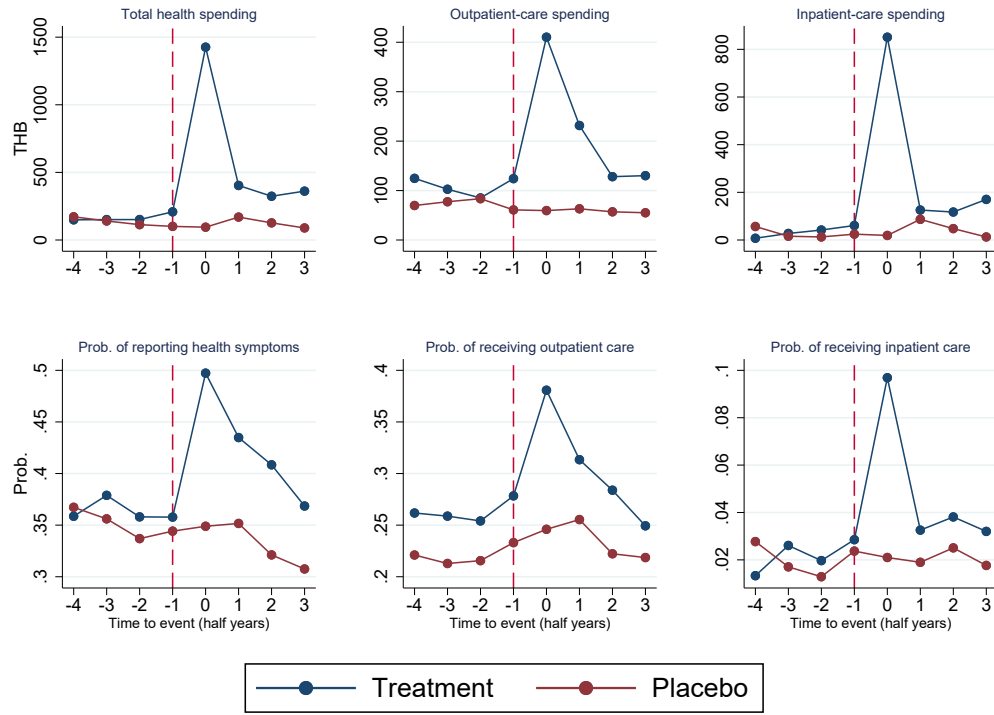 Total health spending
Outpatient-care spending
Inpatient-care spending
THB
1500
1000
500
0
-4 -3 -2 -1 0 1 2 3
400
300
200
100
0
-4 -3 -2 -1 0 1 2 3
800
600
400
200
0
-4 -3 -2 -1 0 1 2 3
Prob. of reporting health symptoms
Prob. of receiving outpatient care
Prob. of receiving inpatient care
Prob.
.5
.45
.4
.35
.3
-4 -3 -2 -1 0 1 2 3
Time to event (half years)
.4
.35
.3
.25
.2
-4 -3 -2 -1 0 1 2 3
Time to event (half years)
.1
.08
.06
.04
.02
-4 -3 -2 -1 0 1 2 3
Time to event (half years)
Treatment
Placebo